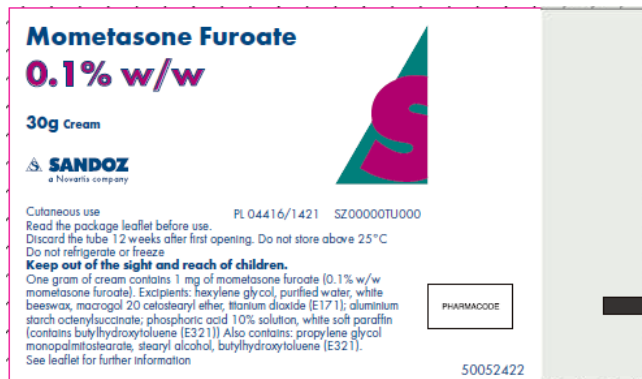 Mometasone Furoate
0.1% w/w
30g Cream
S SANDOZ
a Novartis company
S
Cutaneous use PL 04416/1421 SZ00000TU000
Read the package leaflet before use.
Discard the tube 12 weeks after first opening. Do not store above 25°C
Do not refrigerate or freeze
Keep out of the sight and reach of children.
One gram of cream contains 1 mg of mometasone furoate (0.1% w/w
mometasone furoate). Excipients: hexylene glycol, purified water, white
beeswax, macrogol 20 cetostearyl ether, titanium dioxide (E171); aluminium
starch octenylsuccinate; phosphoric acid 10% solution, white soft paraffin
(contains butylhydroxytoluene (E321)) Also contains: propylene glycol
monopalmitostearate, stearyl alcohol, butylhydroxytoluene (E321).
See leaflet for further information
PHARMACODE
50052422